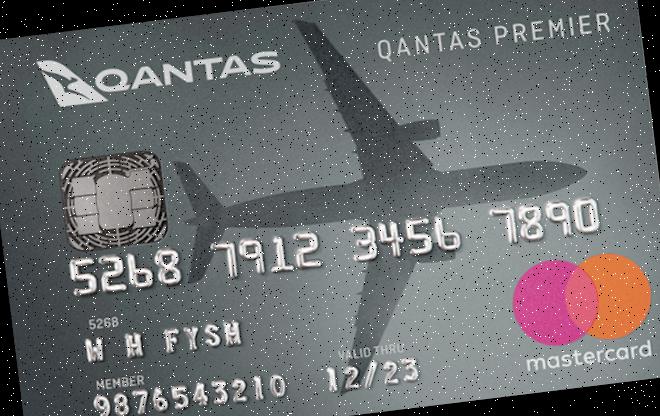 QANTAS
QANTAS PREMIER
5268 7912 3456 7890
5268
W H FYSH
VALID THRU
MEMBER
9876543210
12/23
mastercard